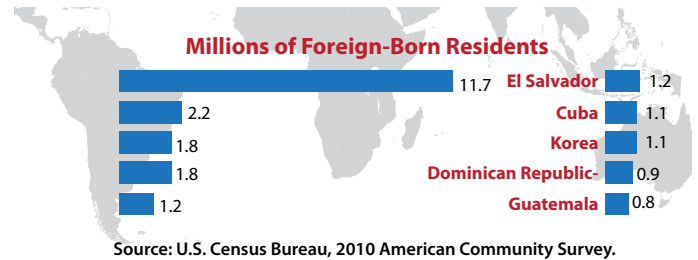 Millions of Foreign-Born Residents
11.7 El Salvador 1.2
2.2 Cuba 1.1
1.8 Korea 1.1
1.8 Dominican Republic- 0.9
1.2 Guatemala 0.8
Source: U.S. Census Bureau, 2010 American Community Survey.